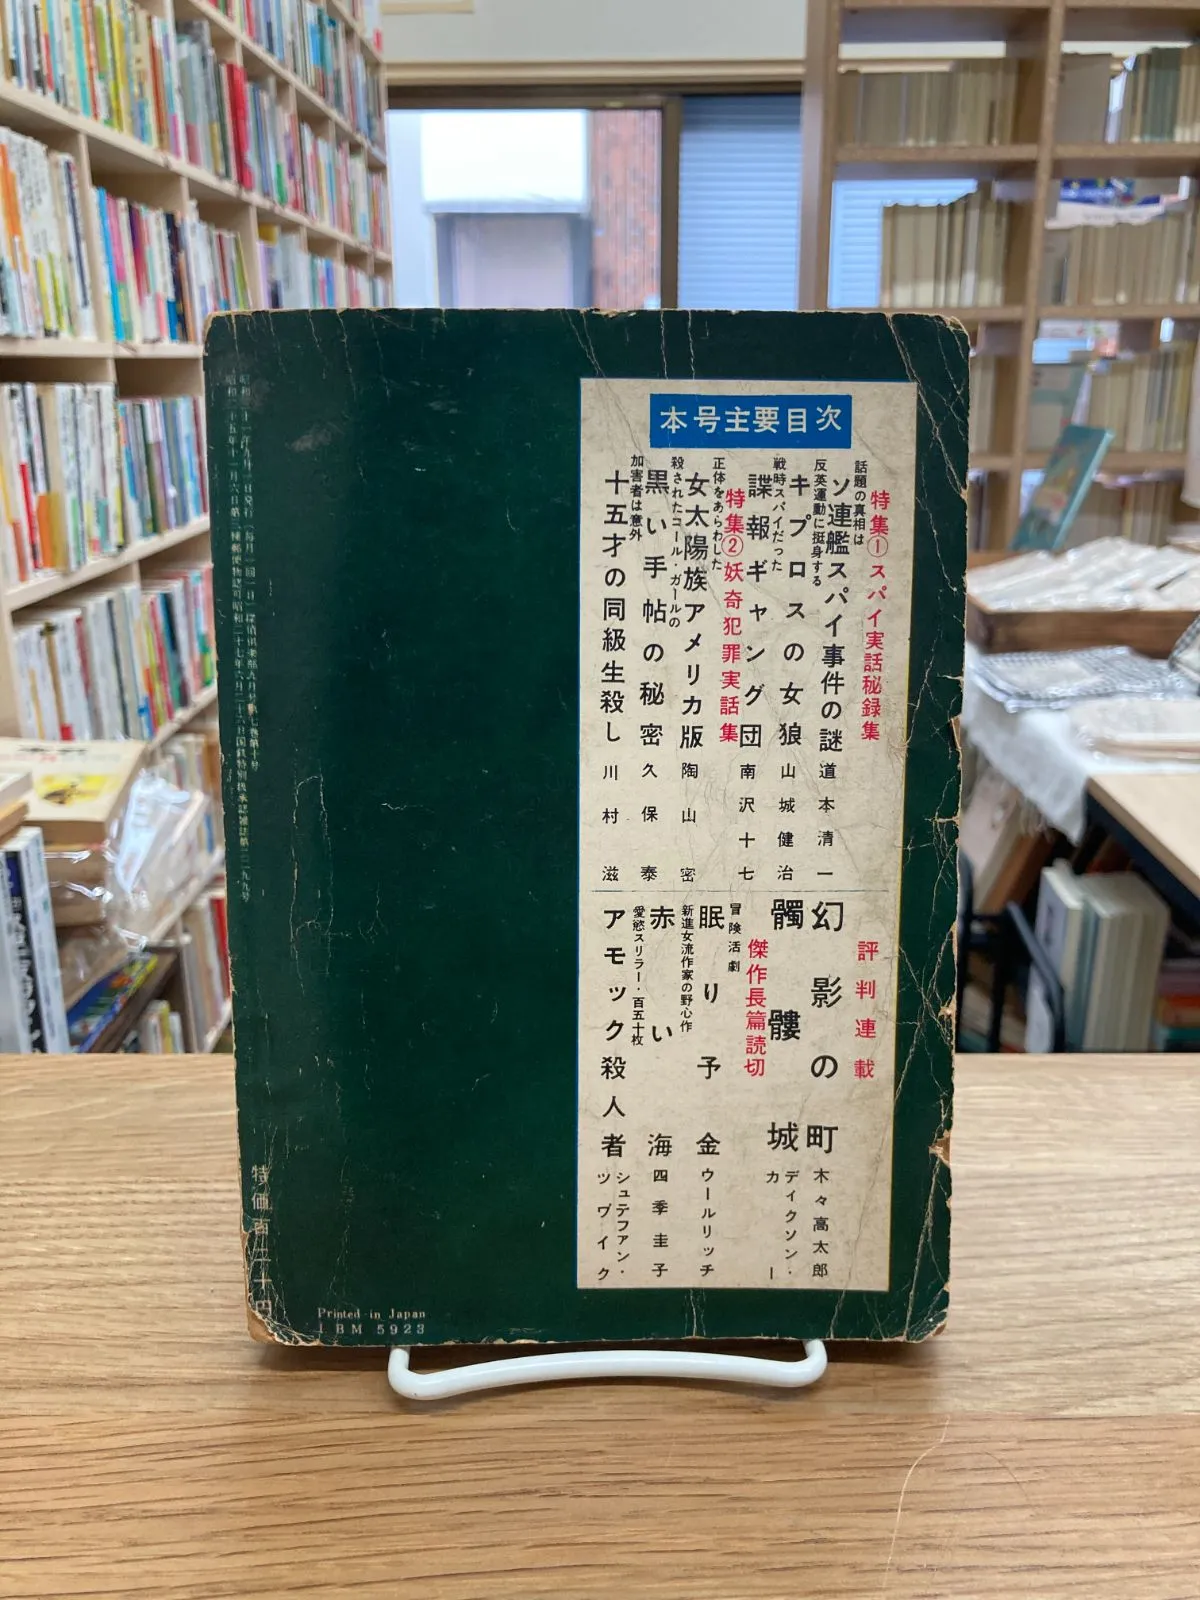 本号主要目次
特集①スパイ実話秘録集
話題の真相は
ソ連艦スパイ事件の謎 道本清一
反英運動に挺身する
キプロスの女狼 山城健治
戦時スパイだった
諜報ギャング団 南沢十七
特集②妖奇犯罪実話集
正体をあらわした
女太陽族アメリカ版 陶山密
殺されたコール・ガールの
黒い手帖の秘密 久保泰
加害者は意外
十五才の同級生殺し 川村滋
評判連載
幻影の町 木々高太郎
髑髏城 ディクソン・カー
傑作長篇読切
冒険活劇
眠り予金 ウールリッチ
新進女流作家の野心作
赤い海 四季圭子
愛慾スリラー・百五十枚
アモック殺人者 シュテファン・ツワイク
特価百二十円
Printed in Japan
IBM 5923